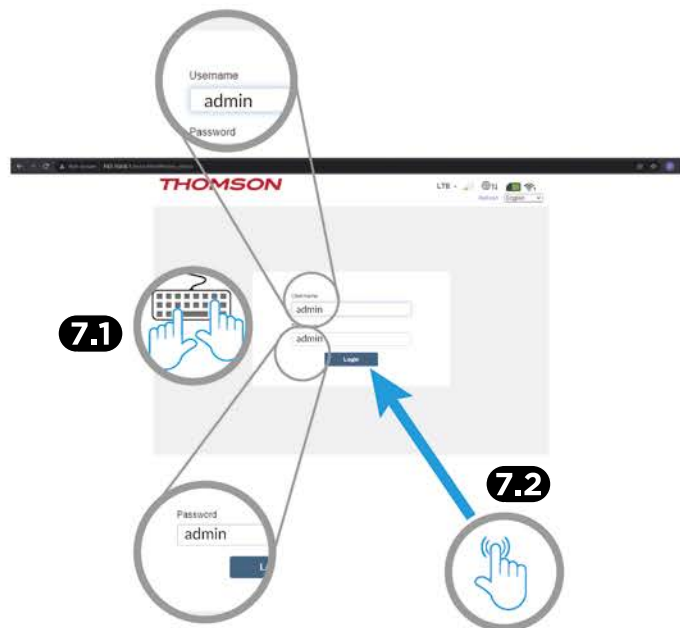 Username
admin
Password
THOMSON
LTE
Refresh English
Username
admin
7.1
admin
Login
7.2
Password
admin